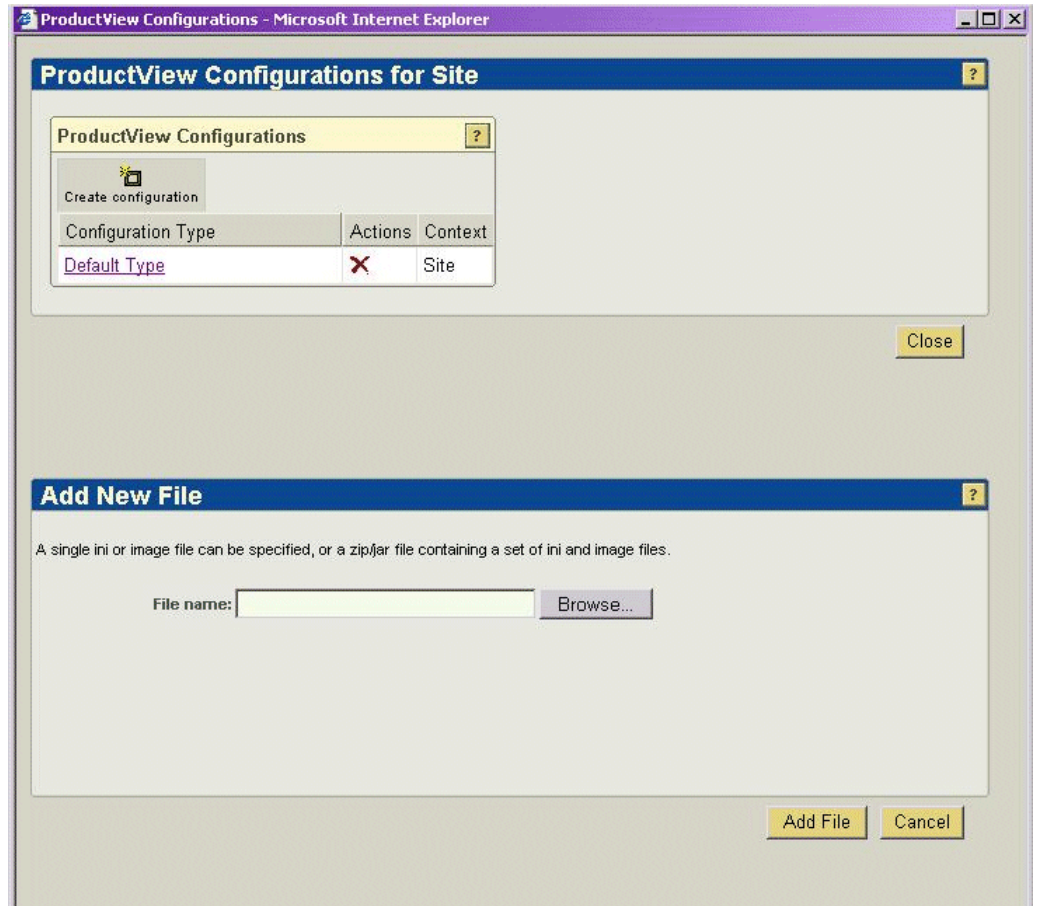 ProductView Configurations - Microsoft Internet Explorer
ProductView Configurations for Site
?
ProductView Configurations
?
Create configuration
Configuration Type Actions Context
Default Type Site
Close
Add New File
?
A single ini or image file can be specified, or a zip/jar file containing a set of ini and image files.
File name: Browse...
Add File Cancel